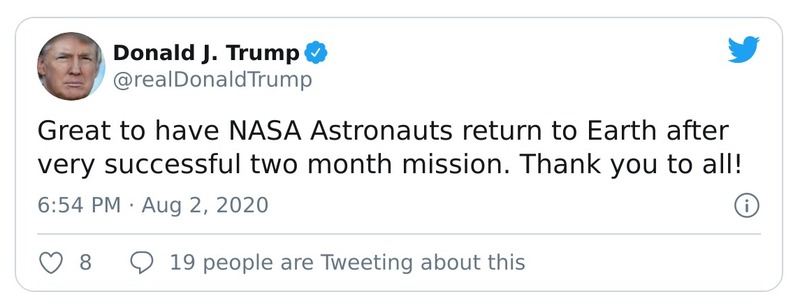 Donald J. Trump
@realDonaldTrump
Great to have NASA Astronauts return to Earth after
very successful two month mission. Thank you to all!
6:54 PM · Aug 2, 2020
8 19 people are Tweeting about this